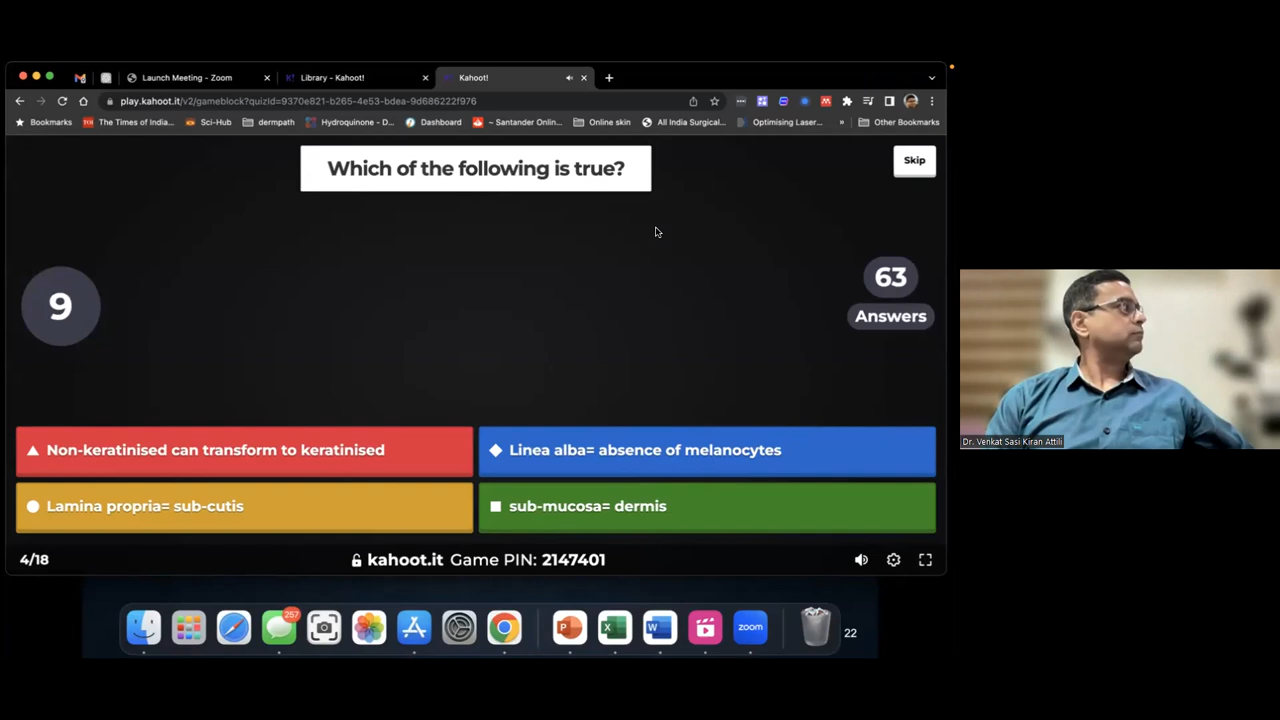 Launch Meeting - Zoom
Library - Kahoot!
Kahoot!
play.kahoot.it/v2/gameblock?quizId=9370e821-b265-4e53-bdea-9d686222f976
Bookmarks
The Times of India...
Sci-Hub
dermpath
Hydroquinone - D...
Dashboard
~ Santander Onlin...
Online skin
All India Surgical...
Optimising Laser...
»
Other Bookmarks
Which of the following is true?
Skip
9
63
Answers
Non-keratinised can transform to keratinised
Linea alba= absence of melanocytes
Lamina propria= sub-cutis
sub-mucosa= dermis
4/18
kahoot.it Game PIN: 2147401
Dr. Venkat Sasi Kiran Attili
257
zoom
22